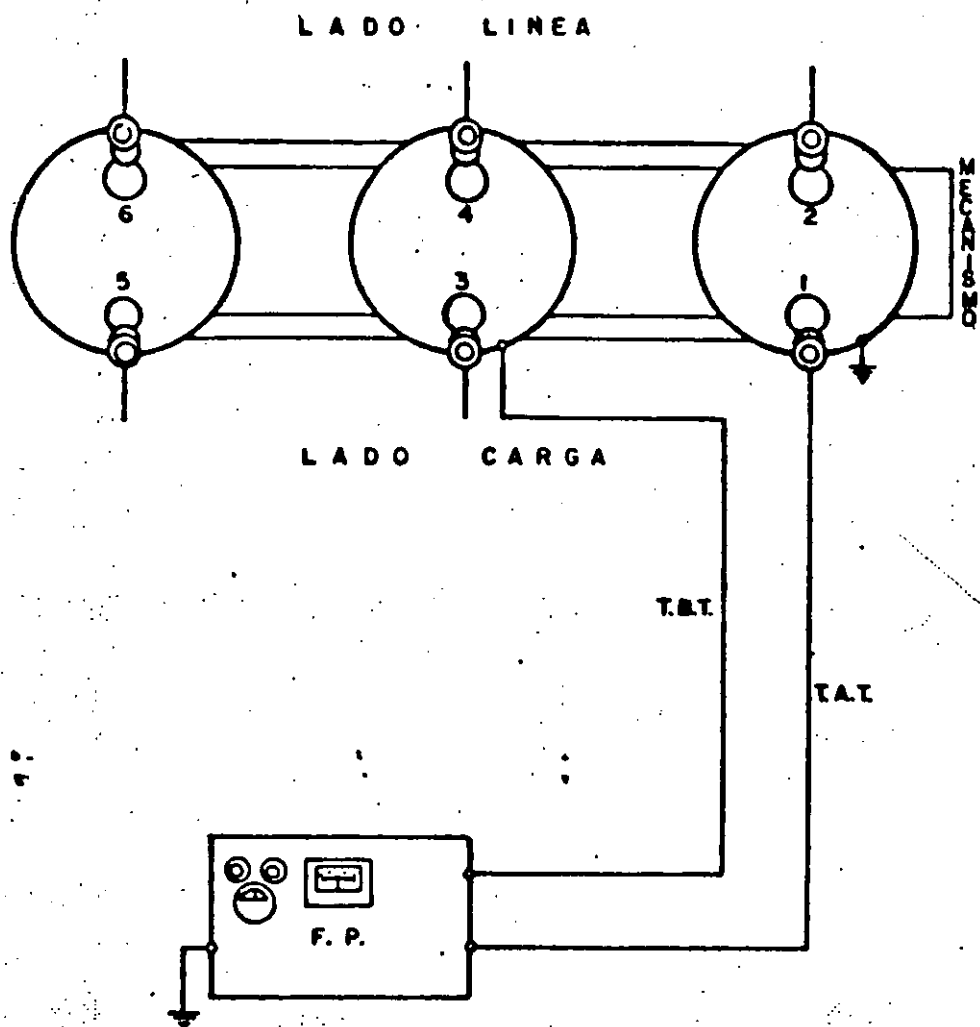 LADO LINEA
6
4
2
5
3
1
MECANISMO
LADO CARGA
T.B.T.
T.A.T.
F. P.